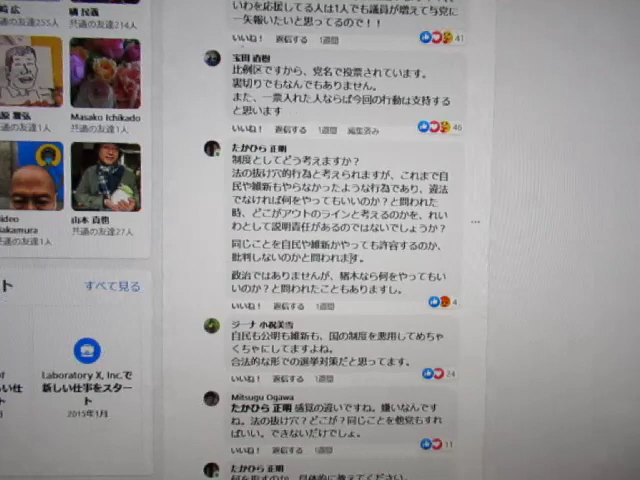 共通の友達214人
Masako Ichikado
共通の友達1人
共通の友達1人
山本 真也
共通の友達27人
共通の友達1人
すべて見る
Laboratory X, Inc.で
新しい仕事をスター
ト
2015年1月
いわを応援してる人は1人でも議員が増えて与党に
一矢報いたいと思ってるので！！
いいね！ 返信する 1週間
41
宝田 直樹
比例区ですから、党名で投票されています。
裏切りでもなんでもありません。
また、一票入れた人ならば今回の行動は支持する
と思います
いいね！ 返信する 1週間 編集済み
46
たかひら 正明
制度としてどう考えますか？
法の抜け穴的行為と考えられますが、これまで自
民や維新もやらなかったような行為であり、違法
でなければ何をやってもいいのか？と問われた
時、どこがアウトのラインと考えるのかを、れい
わとして説明責任があるのではないでしょうか？
同じことを自民や維新かやっても許容するのか、
批判しないのかと問われます。
政治ではありませんが、猪木なら何をやってもい
いのか？と問われたこともありますし。
いいね！ 返信する 1週間
4
ジーナ 小祝美雪
自民も公明も維新も、国の制度を悪用してめちゃ
くちゃにしてますよね。
合法的な形での選挙対策だと思ってます。
いいね！ 返信する 1週間
24
Mitsugu Ogawa
たかひら 正明 感覚の違いですね。嫌いなんです
ね。法の抜け穴？どこが？同じことを他党もす
ればいい。できないだけでしょ。
いいね！ 返信する 1週間
11
たかひら 正明